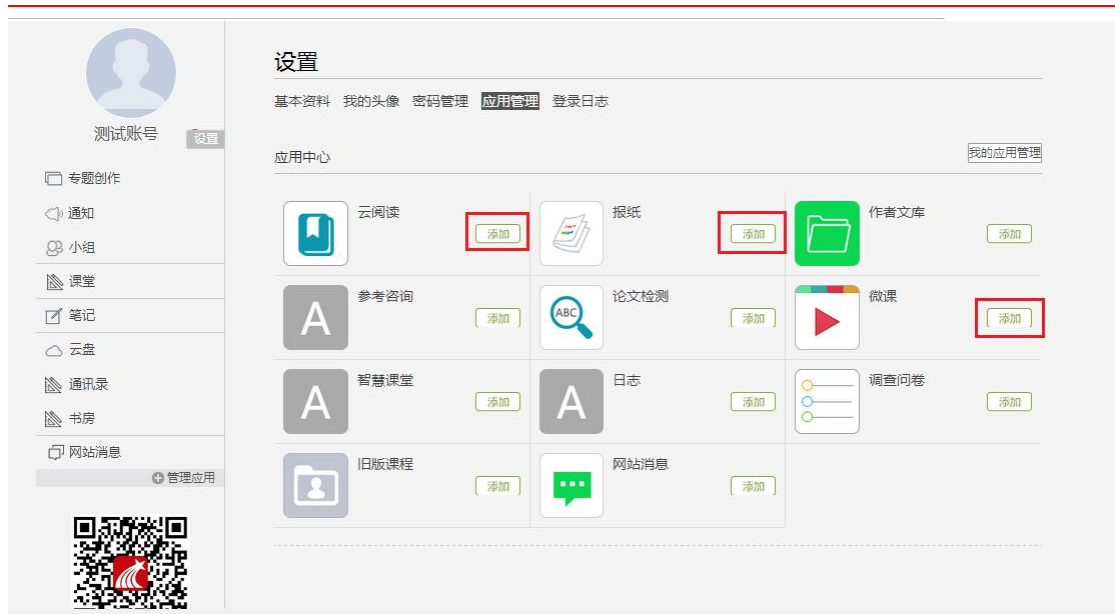 测试账号
设置
专题创作
通知
小组
课堂
笔记
云盘
通讯录
书房
网站消息
管理应用
设置
基本资料 我的头像 密码管理 应用管理 登录日志
应用中心
我的应用管理
云阅读
添加
报纸
添加
作者文库
添加
A
参考咨询
添加
ABC
论文检测
添加
微课
添加
A
智慧课堂
添加
A
日志
添加
调查问卷
添加
旧版课程
添加
网站消息
添加